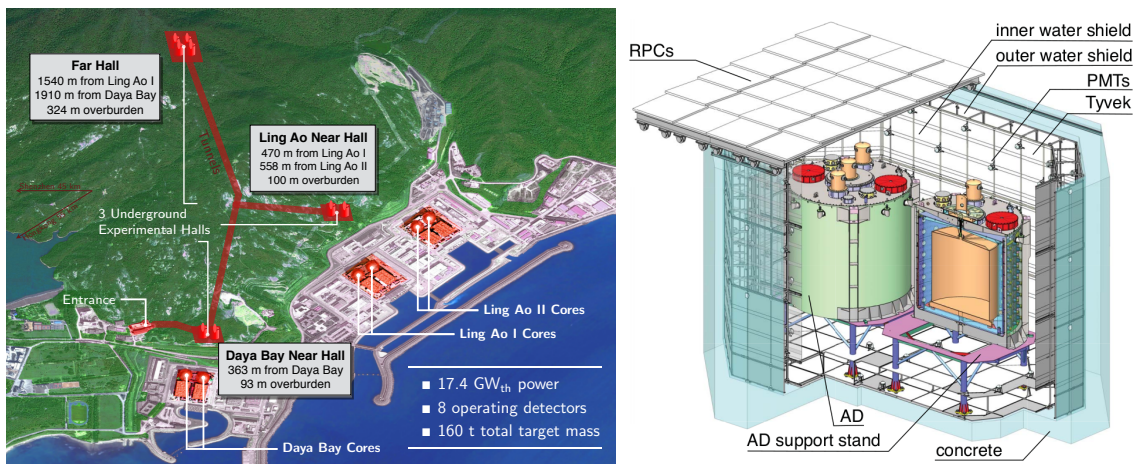 Far Hall
1540 m from Ling Ao I
1910 m from Daya Bay
324 m overburden
Ling Ao Near Hall
470 m from Ling Ao I
558 m from Ling Ao II
100 m overburden
Tunnels
3 Underground
Experimental Halls
Entrance
Ling Ao II Cores
Ling Ao I Cores
Daya Bay Near Hall
363 m from Daya Bay
93 m overburden
Daya Bay Cores
■ 17.4 GWth power
■ 8 operating detectors
■ 160 t total target mass
RPCs
inner water shield
outer water shield
PMTs
Tyvek
AD
AD support stand
concrete